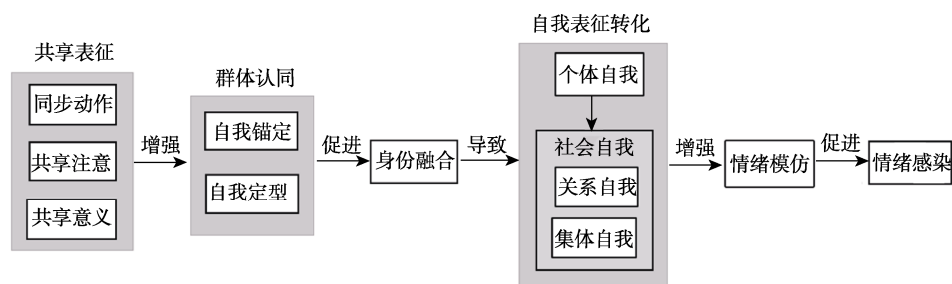 共享表征
同步动作
共享注意
共享意义
增强
群体认同
自我锚定
自我定型
促进
身份融合
导致
自我表征转化
个体自我
社会自我
关系自我
集体自我
增强
情绪模仿
促进
情绪感染